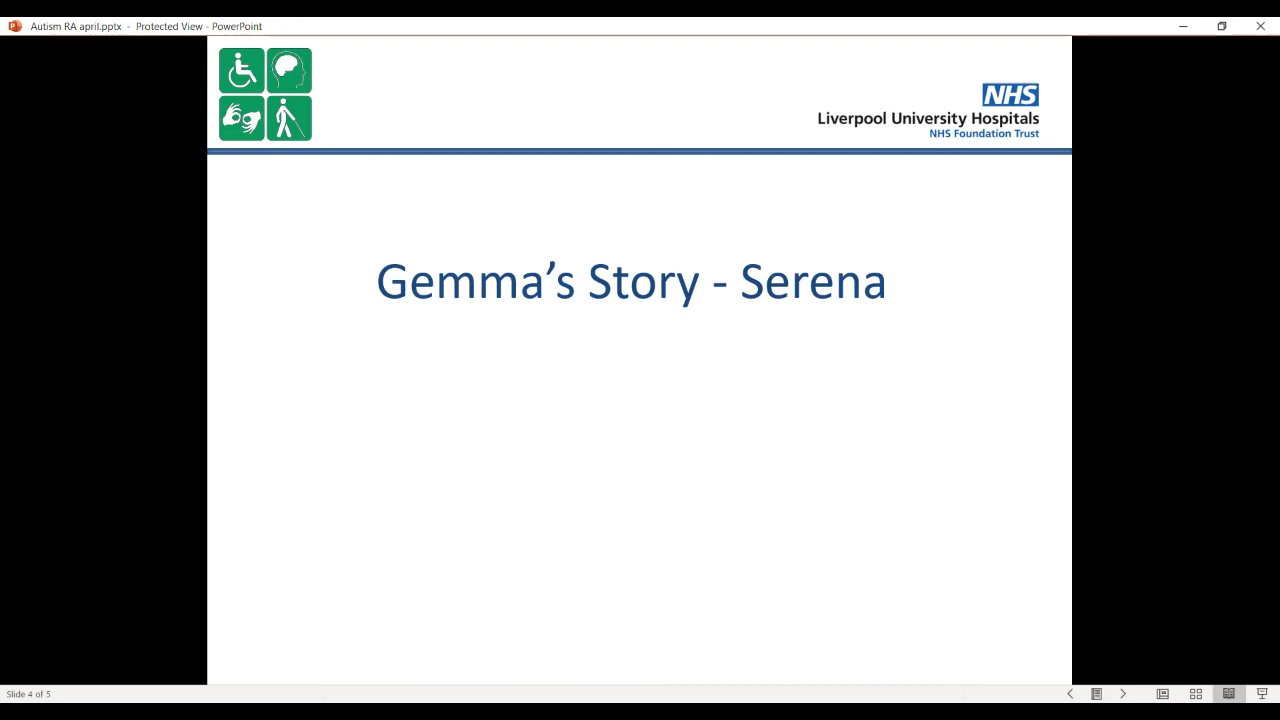 Autism RA april.pptx - Protected View - PowerPoint
NHS
Liverpool University Hospitals
NHS Foundation Trust
Gemma’s Story - Serena
Slide 4 of 5